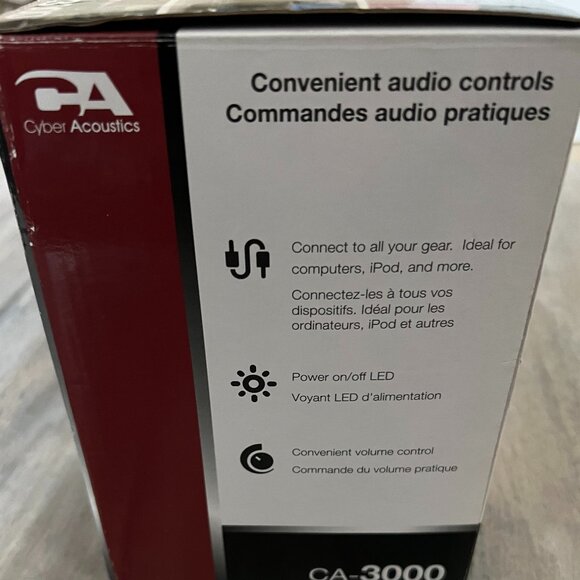 CA
Cyber Acoustics
Convenient audio controls
Commandes audio pratiques
Connect to all your gear. Ideal for
computers, iPod, and more.
Connectez-les à tous vos
dispositifs. Idéal pour les
ordinateurs, iPod et autres
Power on/off LED
Voyant LED d'alimentation
Convenient volume control
Commande du volume pratique
CA-3000